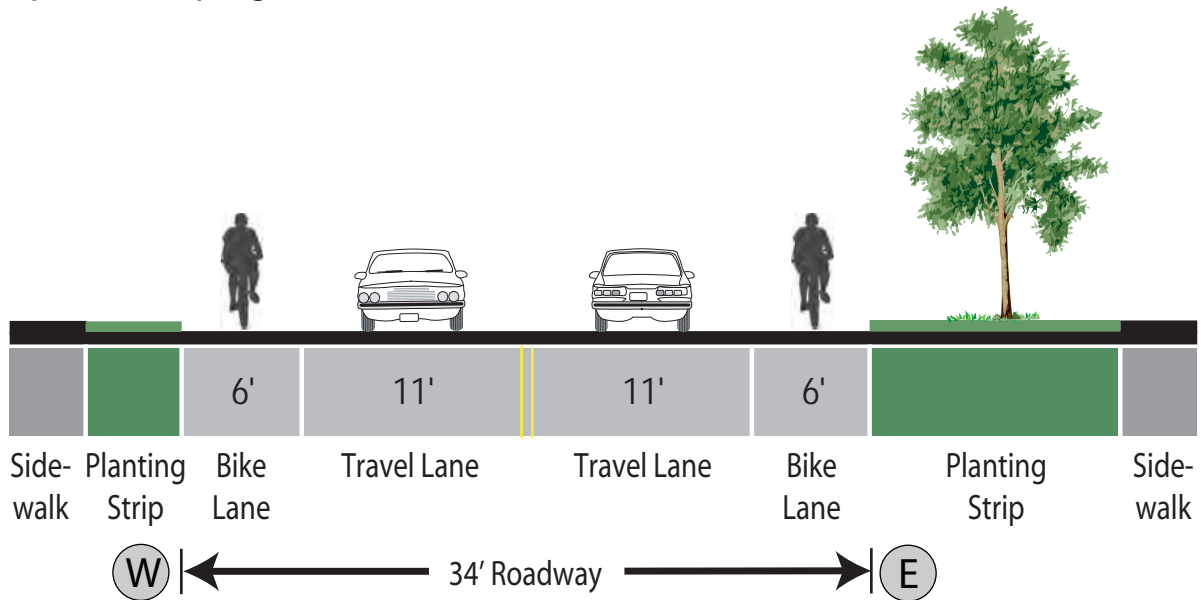 6' 11' 11' 6'
Side- Planting Bike Travel Lane Travel Lane Bike Planting Side-
walk Strip Lane Lane Strip walk
W 34' Roadway E